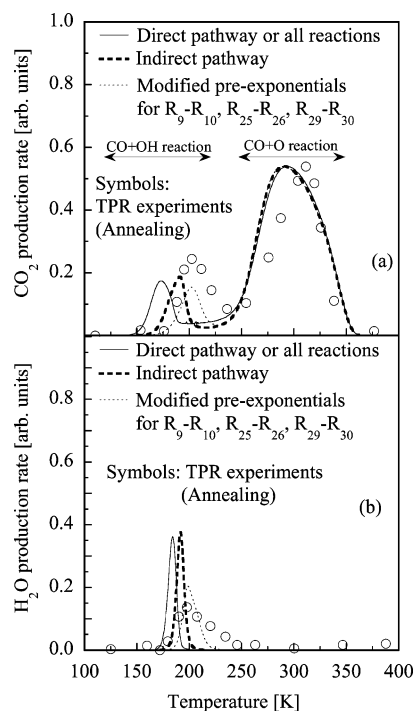 1.0
Direct pathway or all reactions
Indirect pathway
Modified pre-exponentials
for R₉-R₁₀, R₂₅-R₂₆, R₂₉-R₃₀
0.8
CO+OH reaction
CO+O reaction
0.6
Symbols:
TPR experiments
(Annealing)
0.4
(a)
0.2
0.0
CO₂ production rate [arb. units]
Direct pathway or all reactions
Indirect pathway
Modified pre-exponentials
for R₉-R₁₀, R₂₅-R₂₆, R₂₉-R₃₀
0.8
0.6
Symbols: TPR experiments
(Annealing)
(b)
0.4
0.2
0.0
H₂O production rate [arb. units]
100 150 200 250 300 350 400
Temperature [K]